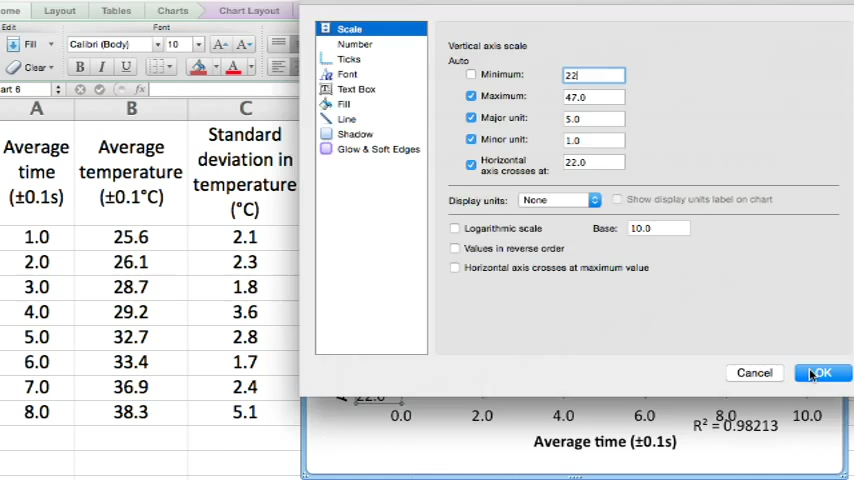 ome Layout Tables Charts Chart Layout
Edit Font
Fill Calibri (Body) 10 A A
Clear B I U A
art 6 fx
A B C
Average time (±0.1s)
Average temperature (±0.1°C)
Standard deviation in temperature (°C)
1.0 25.6 2.1
2.0 26.1 2.3
3.0 28.7 1.8
4.0 29.2 3.6
5.0 32.7 2.8
6.0 33.4 1.7
7.0 36.9 2.4
8.0 38.3 5.1
Scale
Number
Ticks
Font
Text Box
Fill
Line
Shadow
Glow & Soft Edges
Vertical axis scale
Auto
Minimum: 22
Maximum: 47.0
Major unit: 5.0
Minor unit: 1.0
Horizontal
axis crosses at: 22.0
Display units: None Show display units label on chart
Logarithmic scale Base: 10.0
Values in reverse order
Horizontal axis crosses at maximum value
Cancel OK
22.0
0.0 2.0 4.0 6.0 8.0 10.0
R² = 0.98213
Average time (±0.1s)